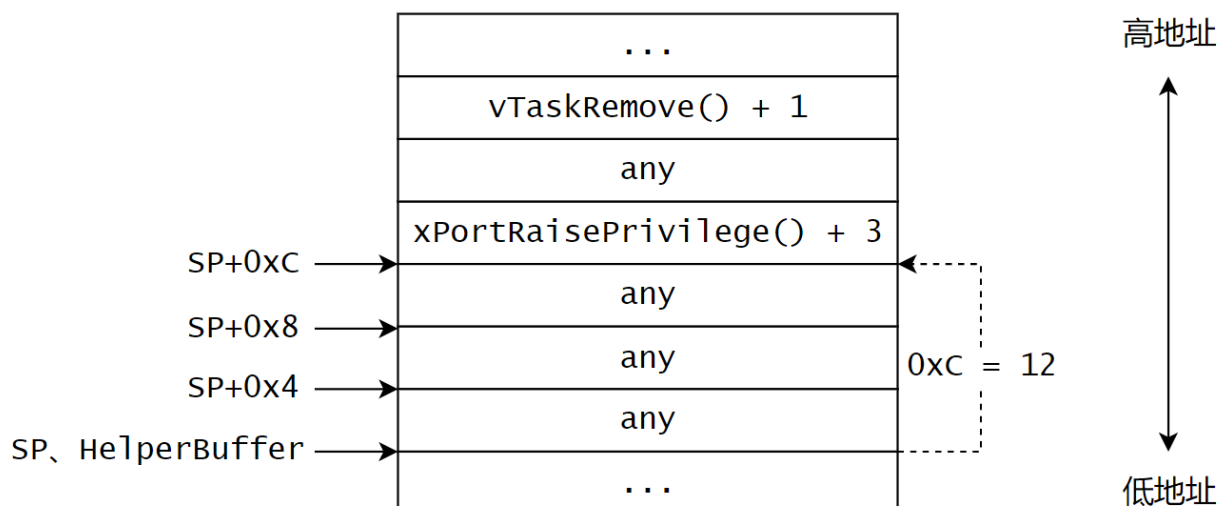 ...
高地址
vTaskRemove() + 1
any
xPortRaisePrivilege() + 3
SP+0xC
any
SP+0x8
any
0xC = 12
SP+0x4
any
SP、HelperBuffer
...
低地址